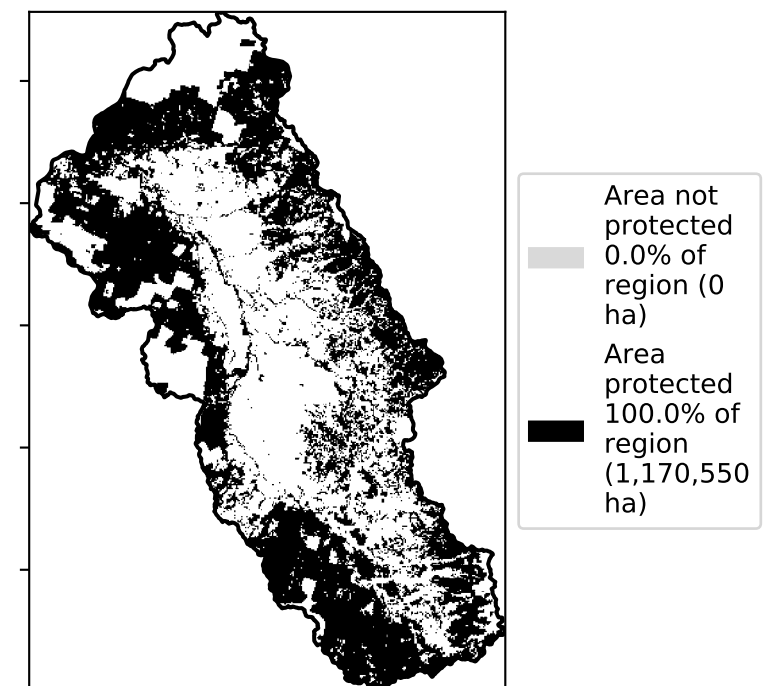 Area not
protected
0.0% of
region (0
ha)
Area
protected
100.0% of
region
(1,170,550
ha)